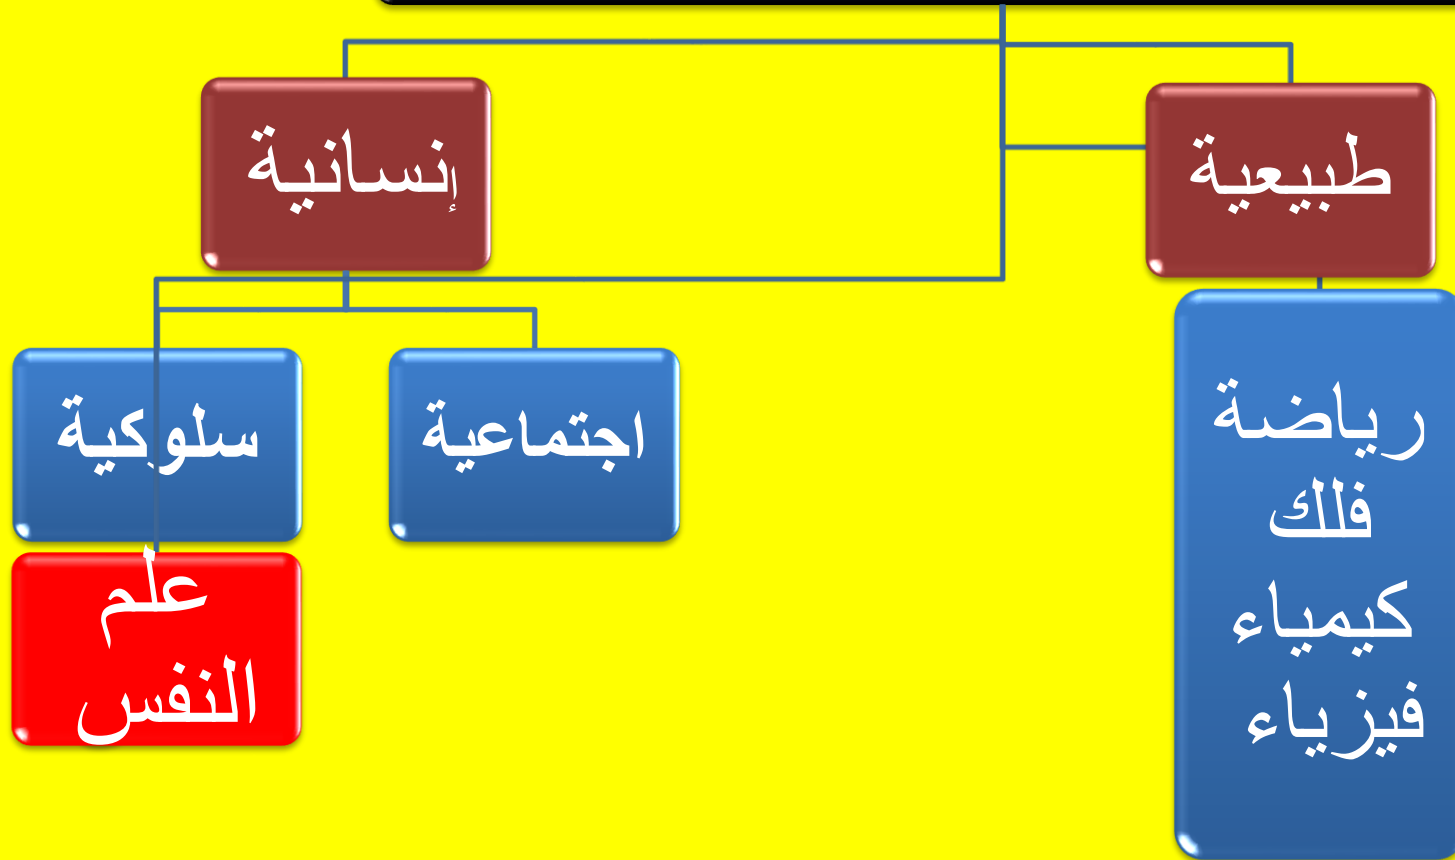 طبيعية
إنسانية
رياضة
فلك
كيمياء
فيزياء
اجتماعية
سلوكية
علم
النفس